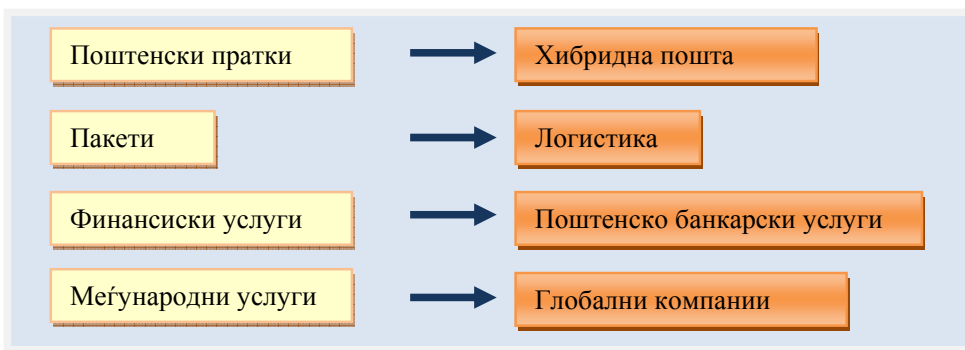 Поштенски пратки
Хибридна пошта
Пакети
Логистика
Финансиски услуги
Поштенско банкарски услуги
Меѓународни услуги
Глобални компании